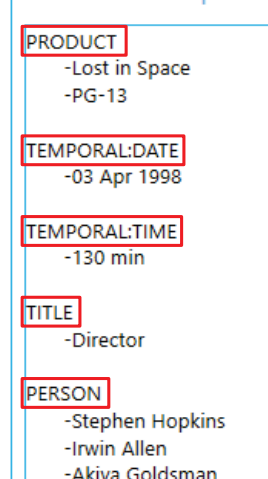 PRODUCT
-Lost in Space
-PG-13
TEMPORAL:DATE
-03 Apr 1998
TEMPORAL:TIME
-130 min
TITLE
-Director
PERSON
-Stephen Hopkins
-Irwin Allen
-Akiva Goldsman